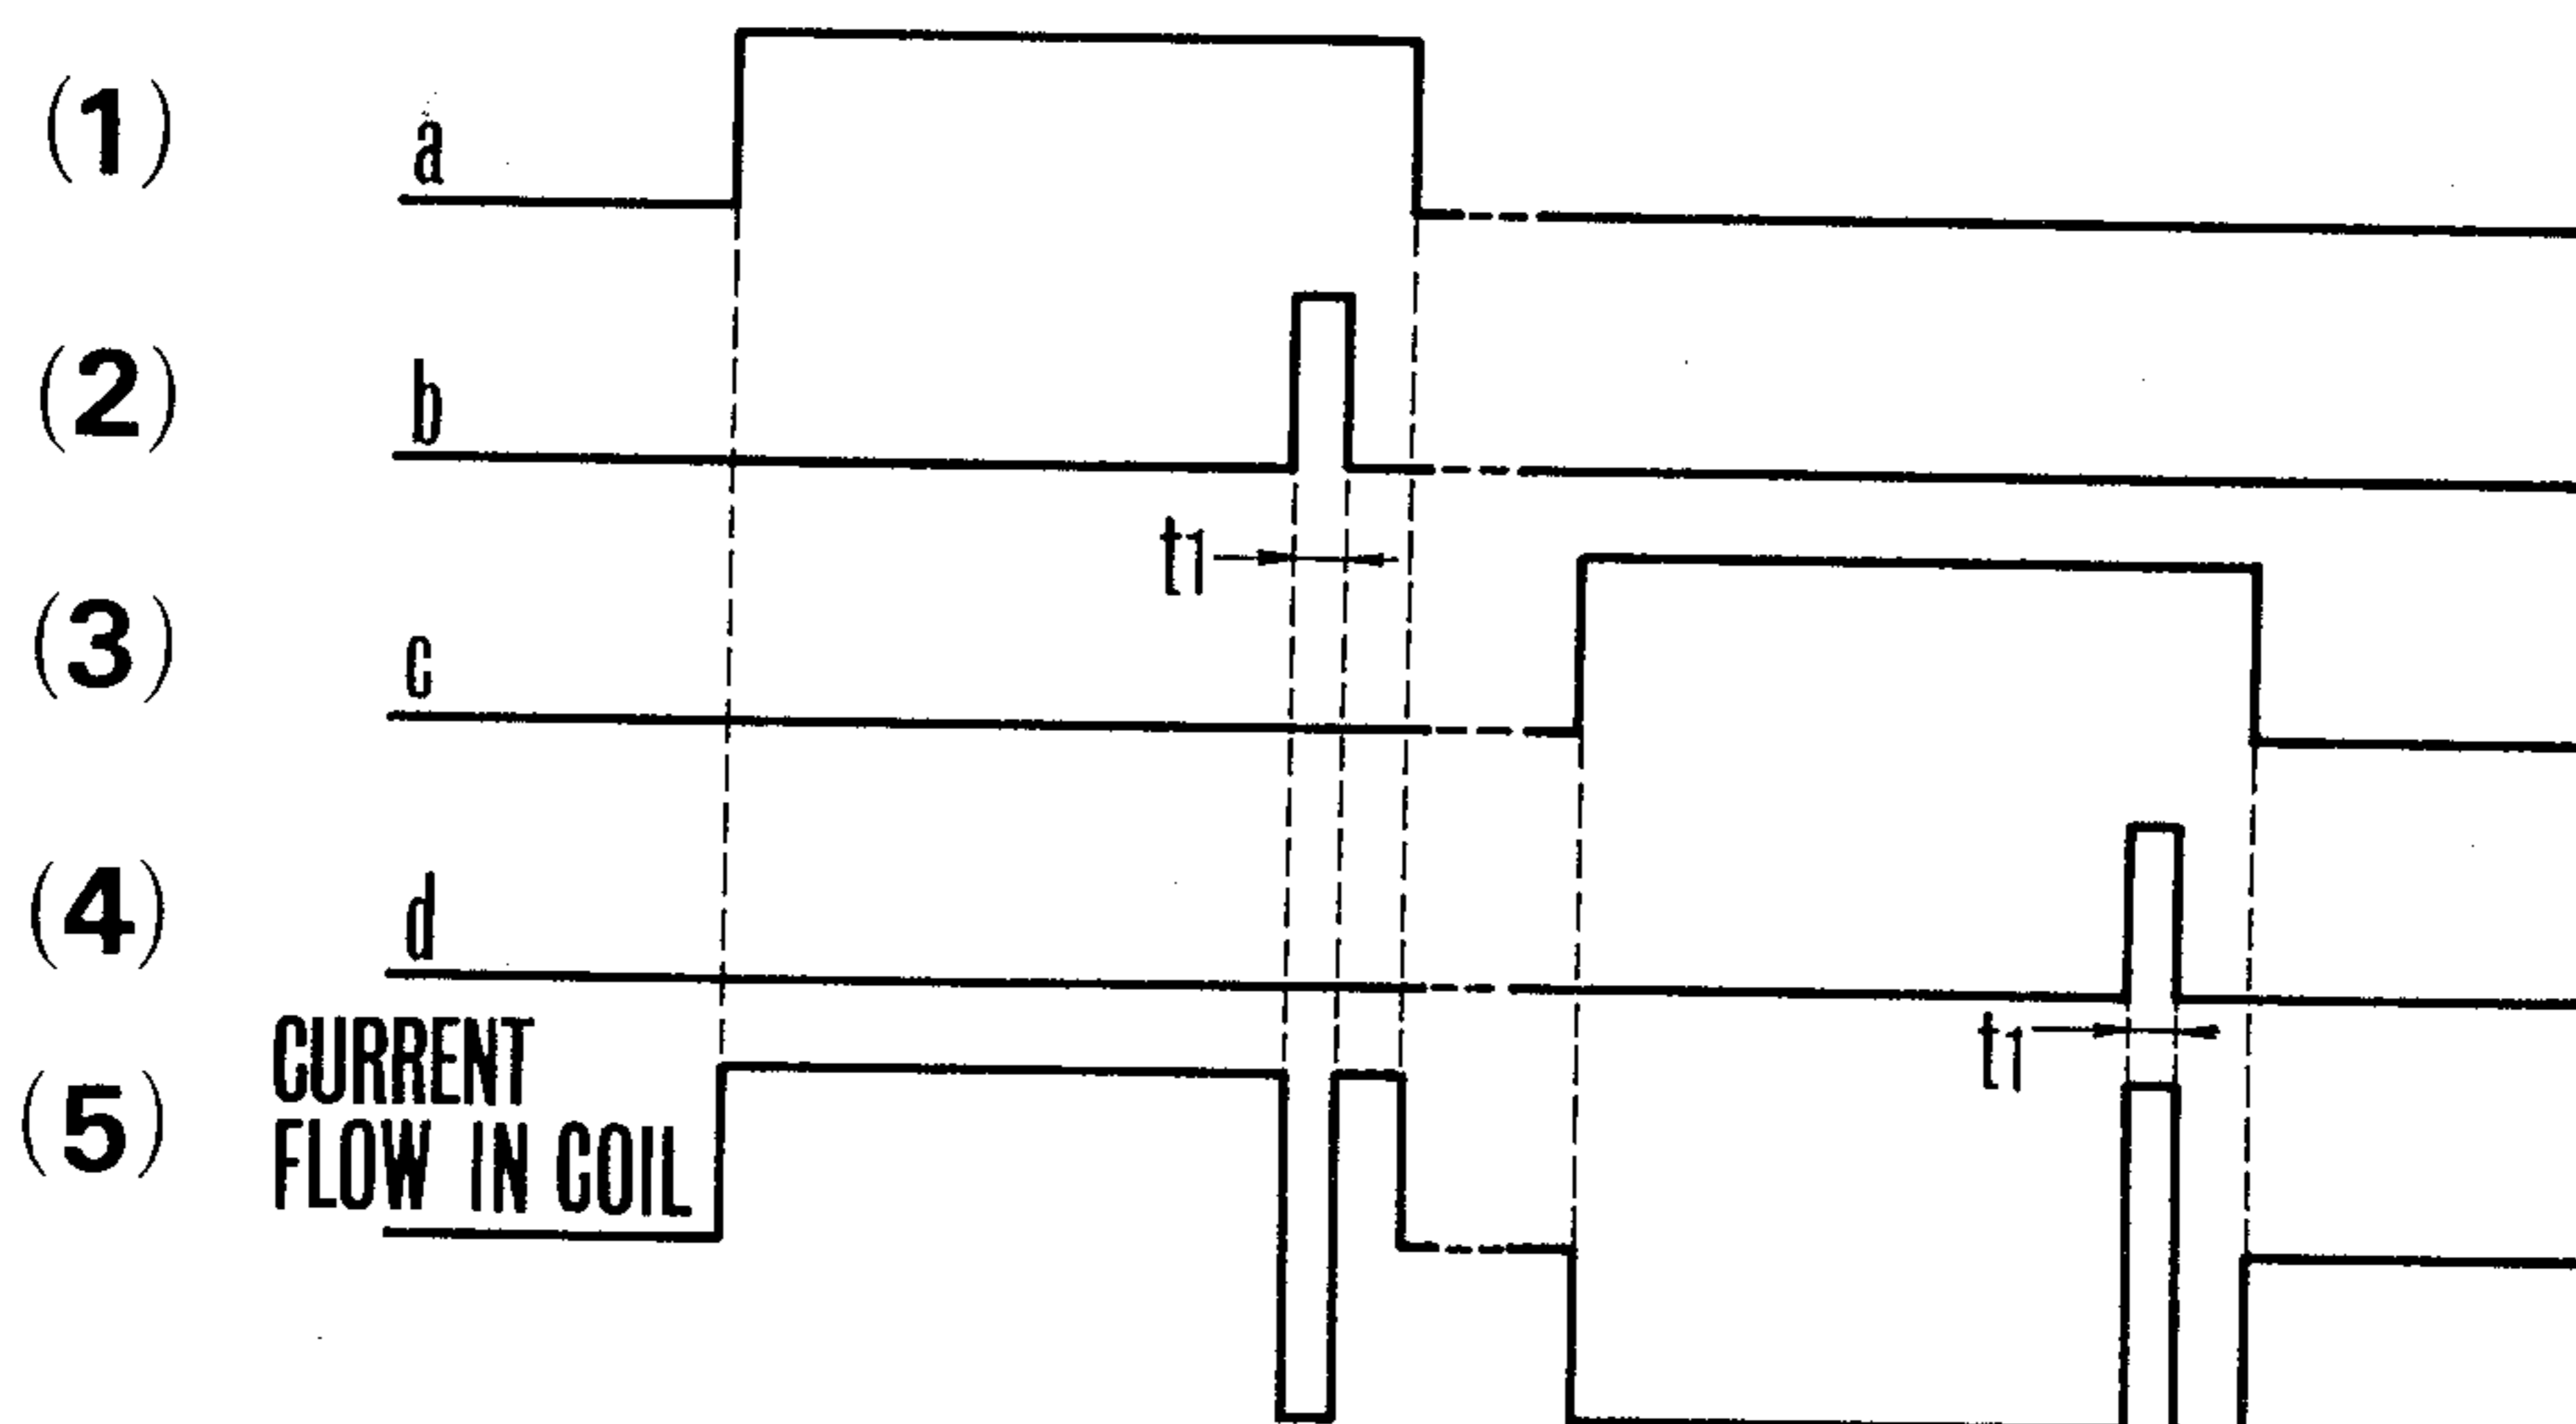 (1) a
(2) b
t1
(3) c
(4) d
t1
(5) CURRENT
FLOW IN COIL